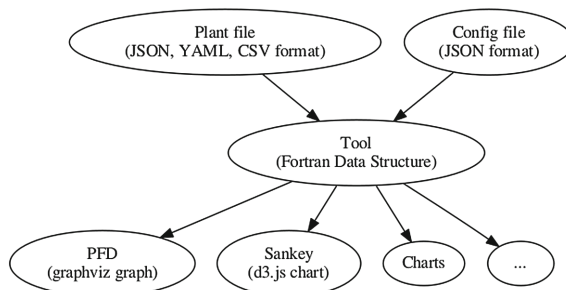 Plant file
(JSON, YAML, CSV format)
Config file
(JSON format)
Tool
(Fortran Data Structure)
PFD
(graphviz graph)
Sankey
(d3.js chart)
Charts
...